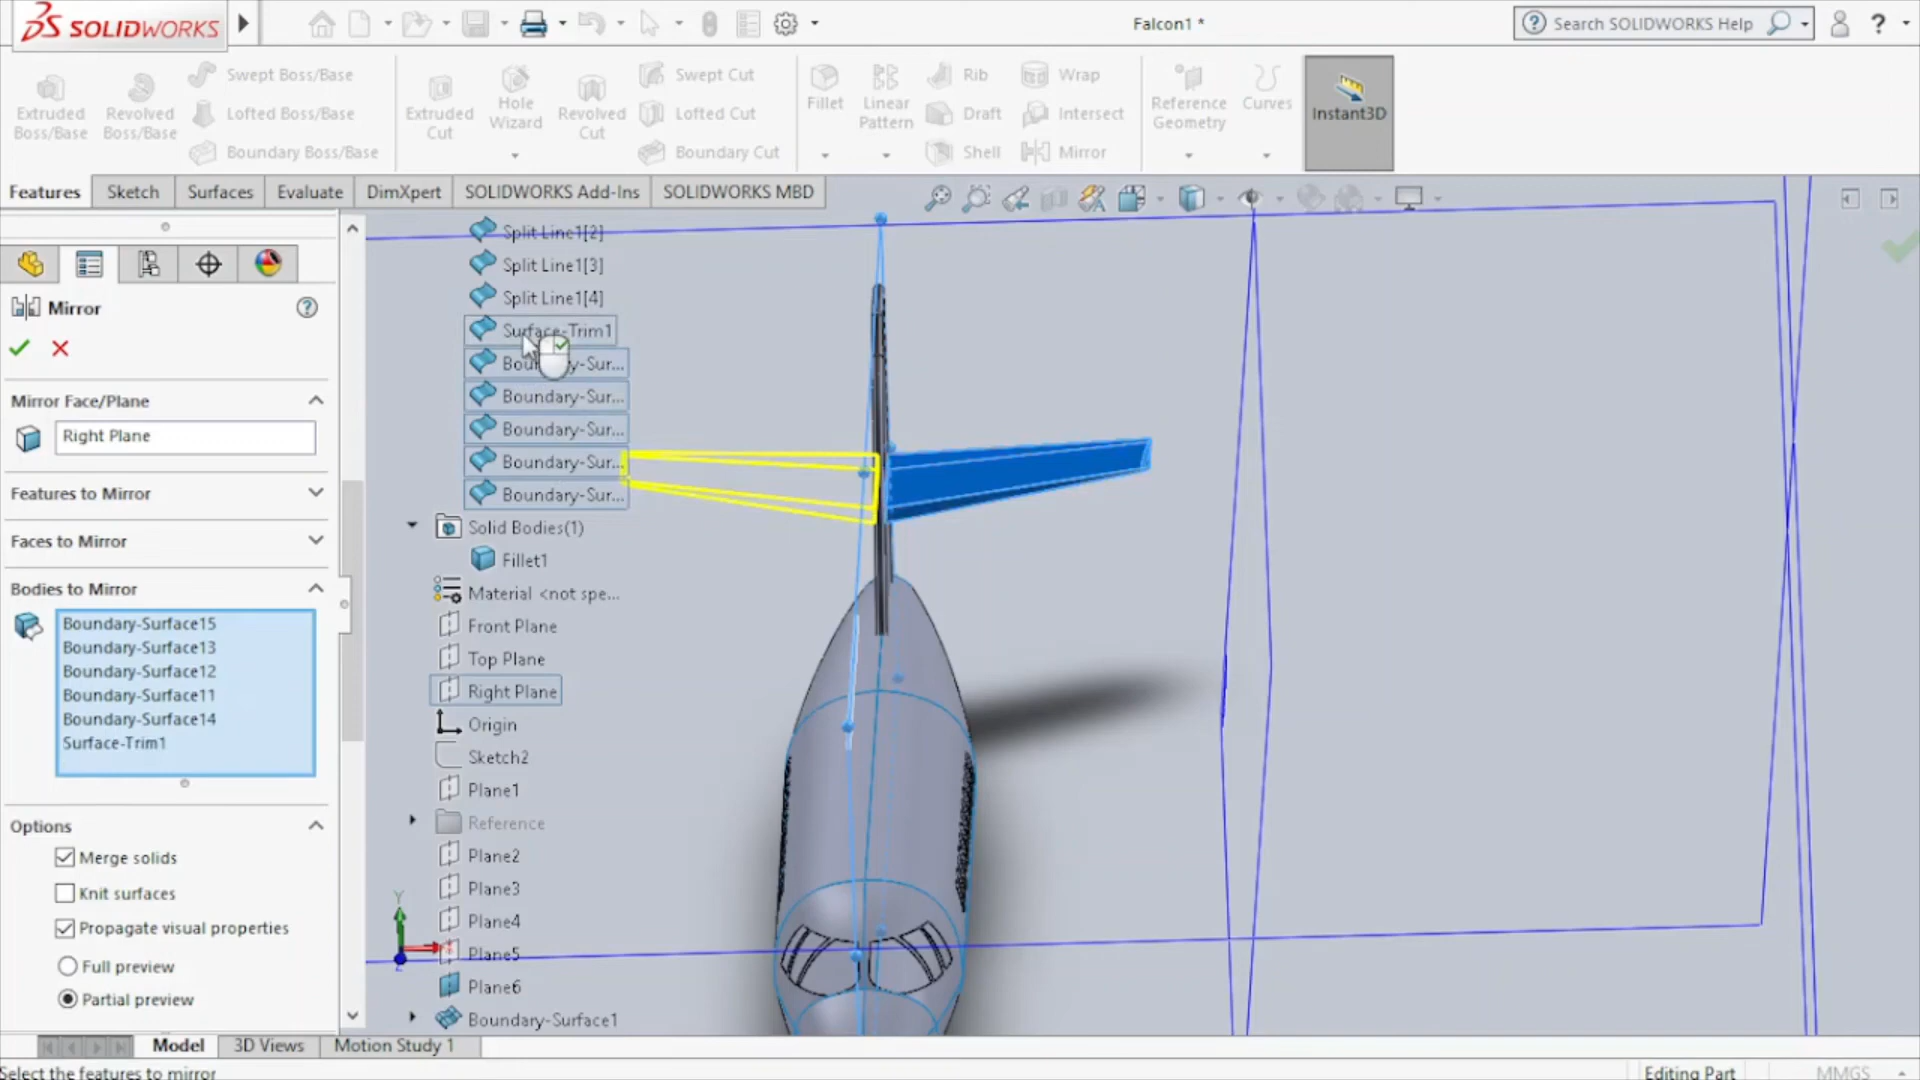 SOLIDWORKS
Falcon1 *
Search SOLIDWORKS Help
?
Extruded Boss/Base
Revolved Boss/Base
Swept Boss/Base
Lofted Boss/Base
Boundary Boss/Base
Extruded Cut
Hole Wizard
Revolved Cut
Swept Cut
Lofted Cut
Boundary Cut
Fillet
Linear Pattern
Rib
Draft
Shell
Wrap
Intersect
Mirror
Reference Geometry
Curves
Instant3D
Features
Sketch
Surfaces
Evaluate
DimXpert
SOLIDWORKS Add-Ins
SOLIDWORKS MBD
Mirror
?
Mirror Face/Plane
Right Plane
Features to Mirror
Faces to Mirror
Bodies to Mirror
Boundary-Surface15
Boundary-Surface13
Boundary-Surface12
Boundary-Surface11
Boundary-Surface14
Surface-Trim1
Options
Merge solids
Knit surfaces
Propagate visual properties
Full preview
Partial preview
Split Line1[2]
Split Line1[3]
Split Line1[4]
Surface-Trim1
Boundary-Sur...
Boundary-Sur...
Boundary-Sur...
Boundary-Sur...
Boundary-Sur...
Solid Bodies(1)
Fillet1
Material <not spe...
Front Plane
Top Plane
Right Plane
Origin
Sketch2
Plane1
Reference
Plane2
Plane3
Plane4
Plane5
Plane6
Boundary-Surface1
Y
Z
Model
3D Views
Motion Study 1
Select the features to mirror
Editing Part
MMGS